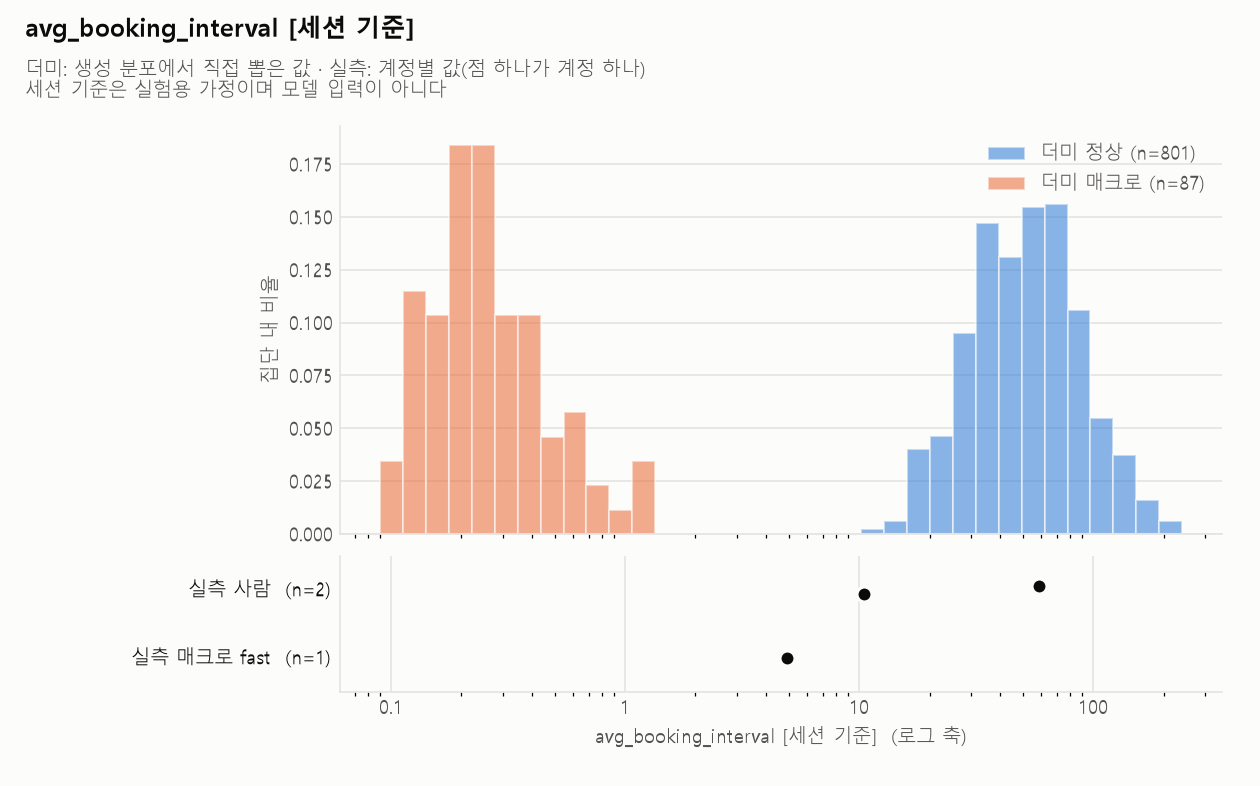 avg_booking_interval [세션 기준]
더미: 생성 분포에서 직접 뽑은 값 · 실측: 계정별 값(점 하나가 계정 하나)
세션 기준은 실험용 가정이며 모델 입력이 아니다
더미 정상 (n=801)
더미 매크로 (n=87)
집단 내 비율
0.175
0.150
0.125
0.100
0.075
0.050
0.025
0.000
실측 사람 (n=2)
실측 매크로 fast (n=1)
0.1 1 10 100
avg_booking_interval [세션 기준] (로그 축)